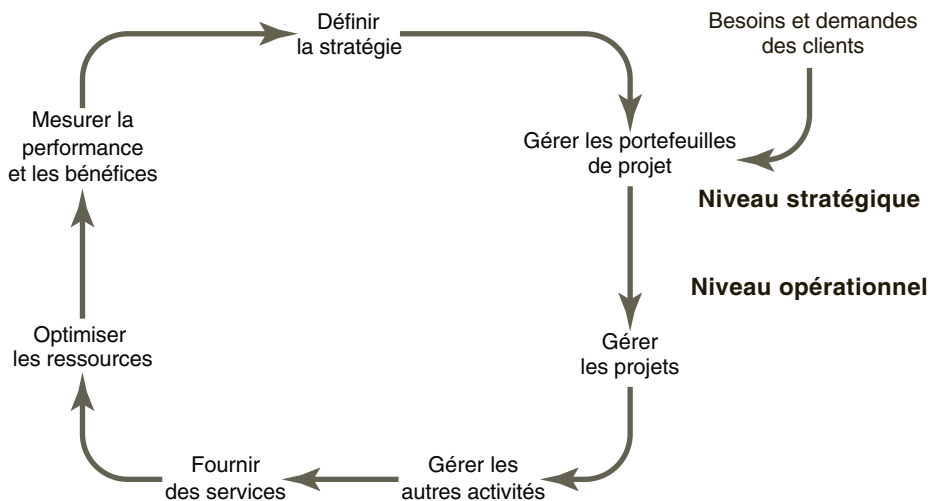 Définir
la stratégie
Besoins et demandes
des clients
Mesurer la
performance
et les bénéfices
Gérer les portefeuilles
de projet
Niveau stratégique
Niveau opérationnel
Optimiser
les ressources
Gérer
les projets
Fournir
des services
Gérer les
autres activités